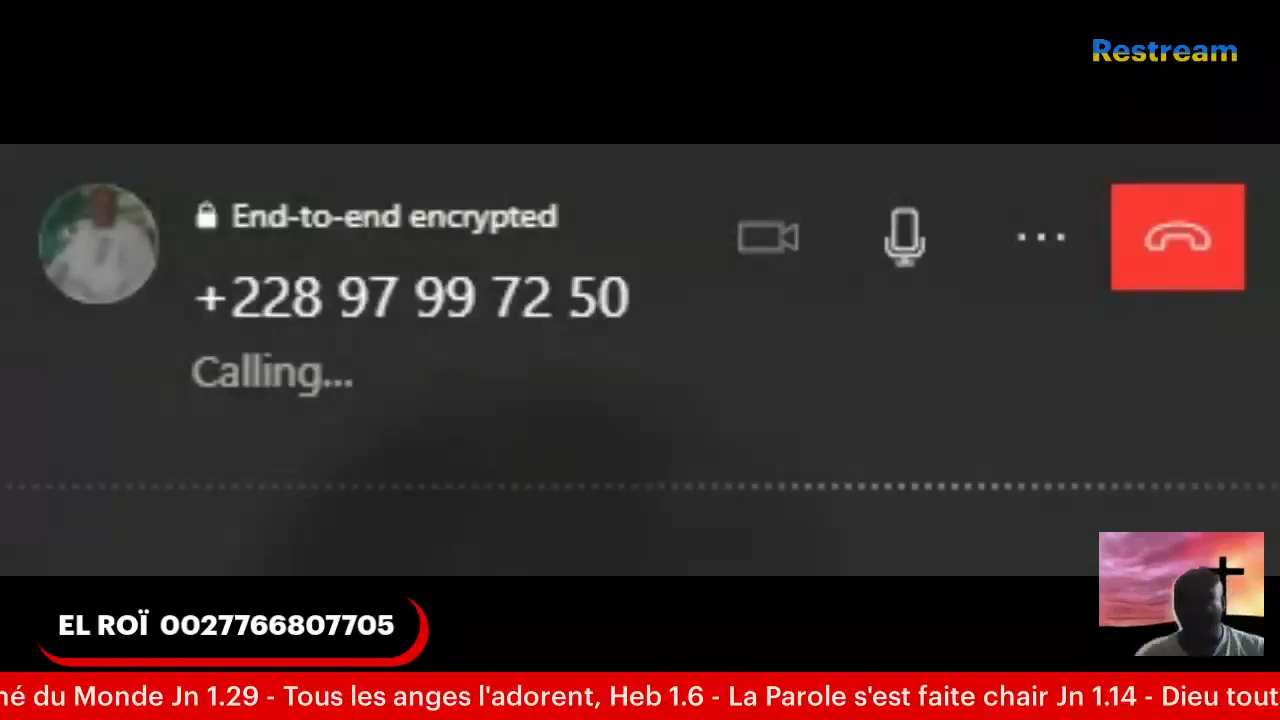 Restream
End-to-end encrypted
+228 97 99 72 50
Calling...
EL ROÏ 0027766807705
né du Monde Jn 1.29 - Tous les anges l'adorent, Heb 1.6 - La Parole s'est faite chair Jn 1.14 - Dieu tout